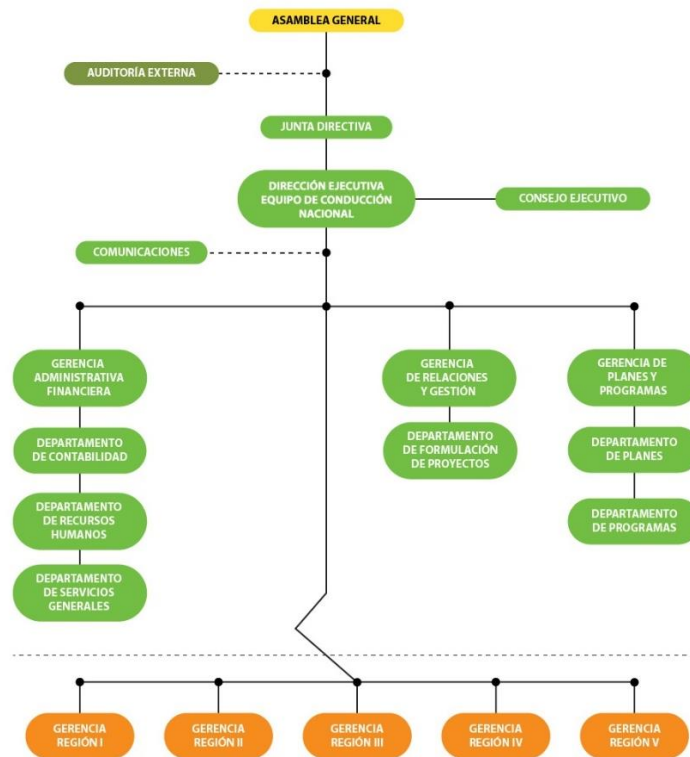 ASAMBLEA GENERAL
AUDITORÍA EXTERNA
JUNTA DIRECTIVA
DIRECCIÓN EJECUTIVA
EQUIPO DE CONDUCCIÓN
NACIONAL
CONSEJO EJECUTIVO
COMUNICACIONES
GERENCIA
ADMINISTRATIVA
FINANCIERA
GERENCIA
DE RELACIONES
Y GESTIÓN
GERENCIA DE
PLANES Y
PROGRAMAS
DEPARTAMENTO
DE CONTABILIDAD
DEPARTAMENTO
DE FORMULACIÓN
DE PROYECTOS
DEPARTAMENTO
DE PLANES
DEPARTAMENTO
DE RECURSOS
HUMANOS
DEPARTAMENTO
DE PROGRAMAS
DEPARTAMENTO
DE SERVICIOS
GENERALES
GERENCIA
REGIÓN I
GERENCIA
REGIÓN II
GERENCIA
REGIÓN III
GERENCIA
REGIÓN IV
GERENCIA
REGIÓN V